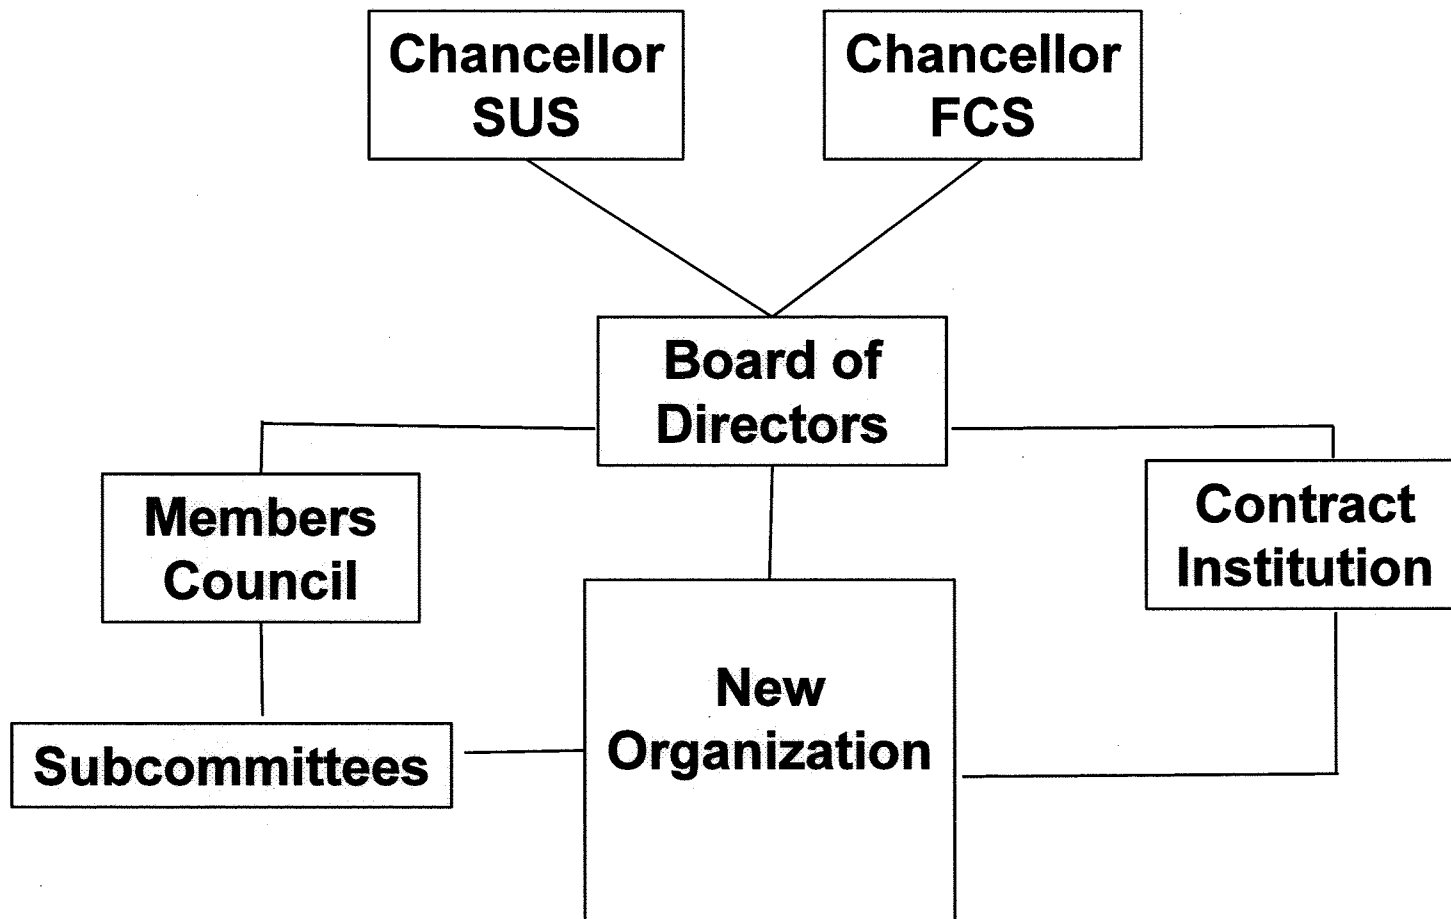 Chancellor
SUS
Chancellor
FCS
Board of
Directors
Members
Council
Contract
Institution
New
Organization
Subcommittees